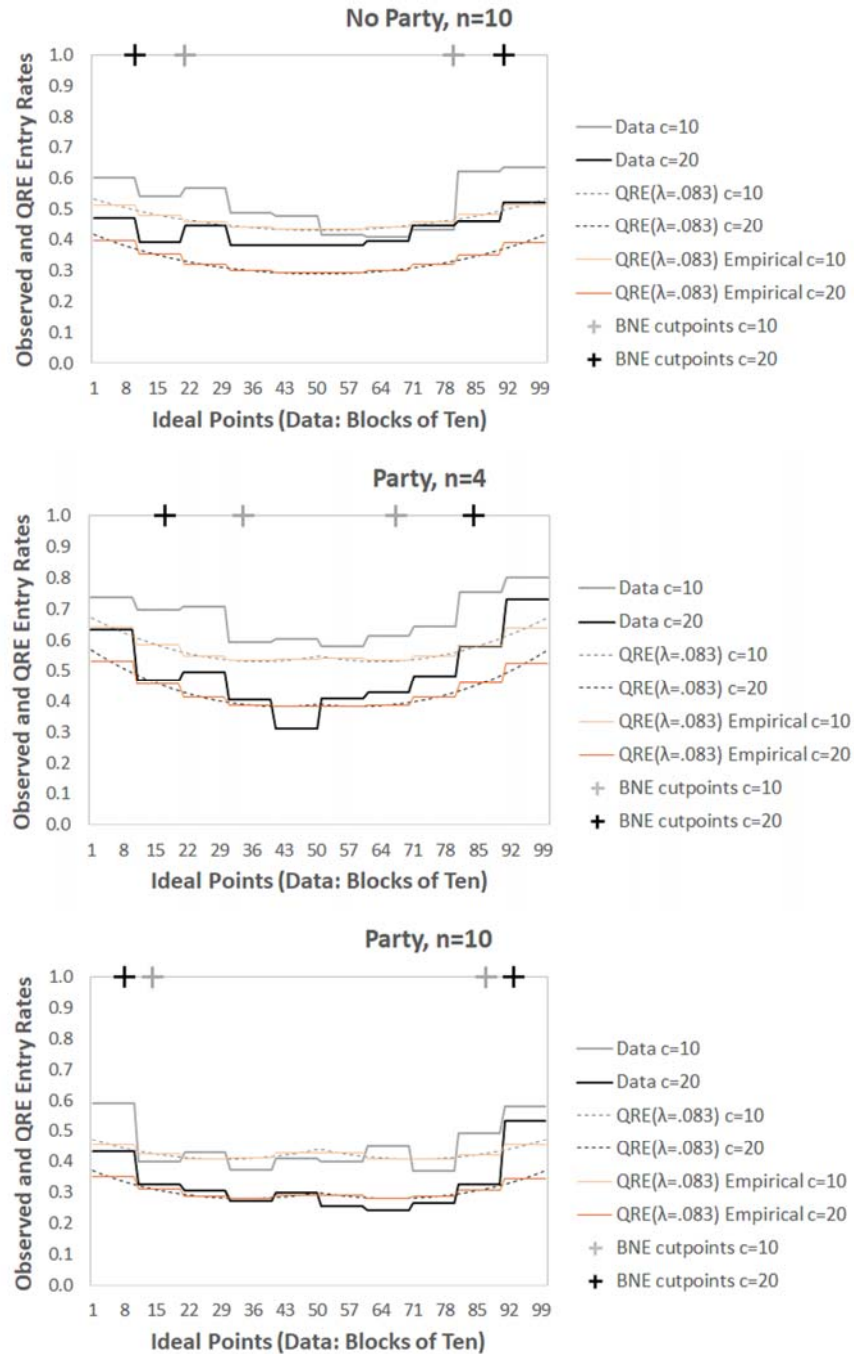 No Party, n=10
Observed and QRE Entry Rates
1.0
0.9
0.8
0.7
0.6
0.5
0.4
0.3
0.2
0.1
0.0
1 8 15 22 29 36 43 50 57 64 71 78 85 92 99
Ideal Points (Data: Blocks of Ten)
Data c=10
Data c=20
QRE(λ=.083) c=10
QRE(λ=.083) c=20
QRE(λ=.083) Empirical c=10
QRE(λ=.083) Empirical c=20
BNE cutpoints c=10
BNE cutpoints c=20
Party, n=4
Observed and QRE Entry Rates
1.0
0.9
0.8
0.7
0.6
0.5
0.4
0.3
0.2
0.1
0.0
1 8 15 22 29 36 43 50 57 64 71 78 85 92 99
Ideal Points (Data: Blocks of Ten)
Data c=10
Data c=20
QRE(λ=.083) c=10
QRE(λ=.083) c=20
QRE(λ=.083) Empirical c=10
QRE(λ=.083) Empirical c=20
BNE cutpoints c=10
BNE cutpoints c=20
Party, n=10
Observed and QRE Entry Rates
1.0
0.9
0.8
0.7
0.6
0.5
0.4
0.3
0.2
0.1
0.0
1 8 15 22 29 36 43 50 57 64 71 78 85 92 99
Ideal Points (Data: Blocks of Ten)
Data c=10
Data c=20
QRE(λ=.083) c=10
QRE(λ=.083) c=20
QRE(λ=.083) Empirical c=10
QRE(λ=.083) Empirical c=20
BNE cutpoints c=10
BNE cutpoints c=20